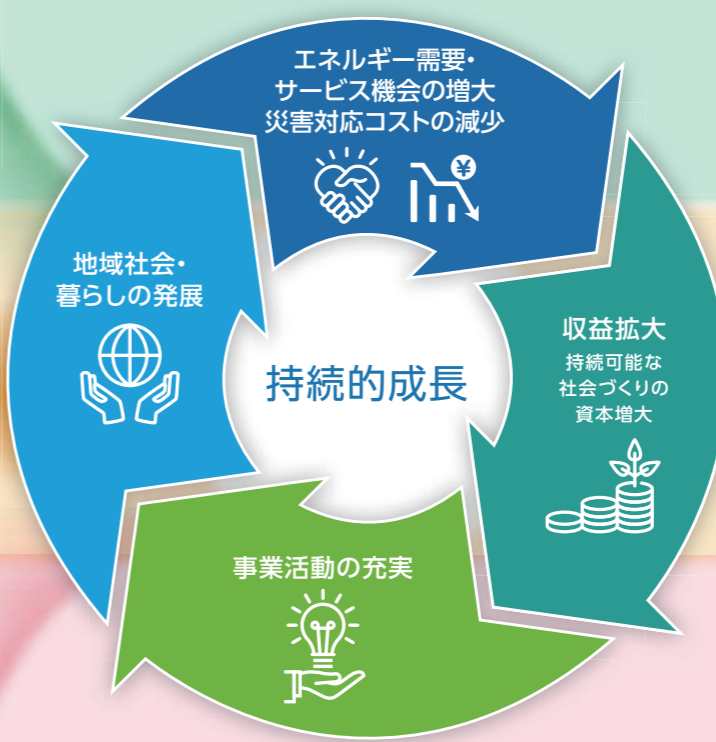 エネルギー需要・
サービス機会の増大
災害対応コストの減少
¥
地域社会・
暮らしの発展
持続的成長
収益拡大
持続可能な
社会づくりの
資本増大
事業活動の充実